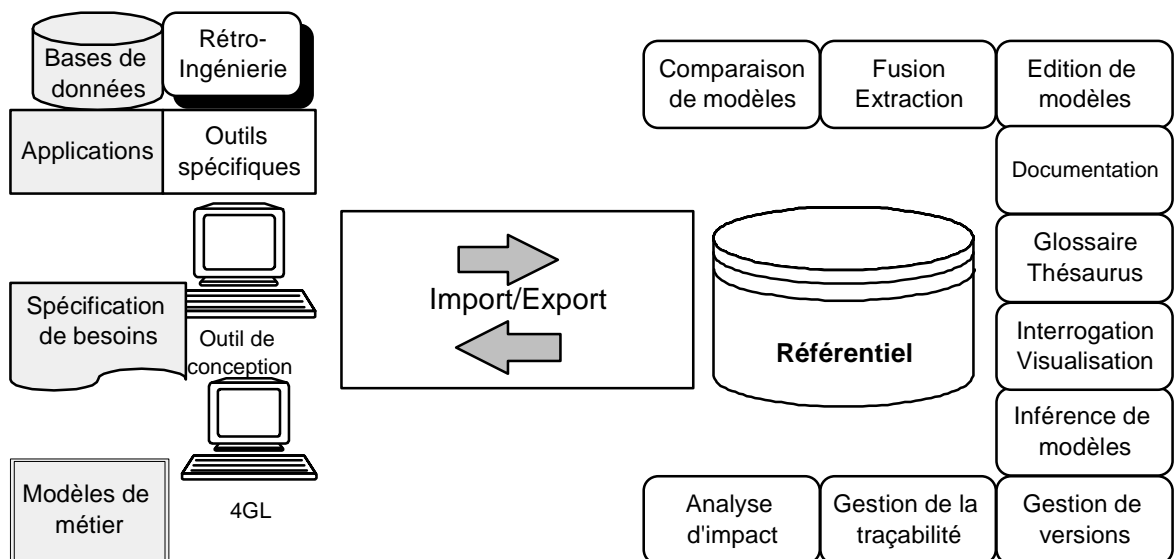 Bases de
données
Rétro-
Ingénierie
Applications
Outils
spécifiques
Spécification
de besoins
Outil de
conception
4GL
Modèles de
métier
Import/Export
Référentiel
Comparaison
de modèles
Fusion
Extraction
Edition de
modèles
Documentation
Glossaire
Thésaurus
Interrogation
Visualisation
Inférence de
modèles
Analyse
d'impact
Gestion de la
traçabilité
Gestion de
versions